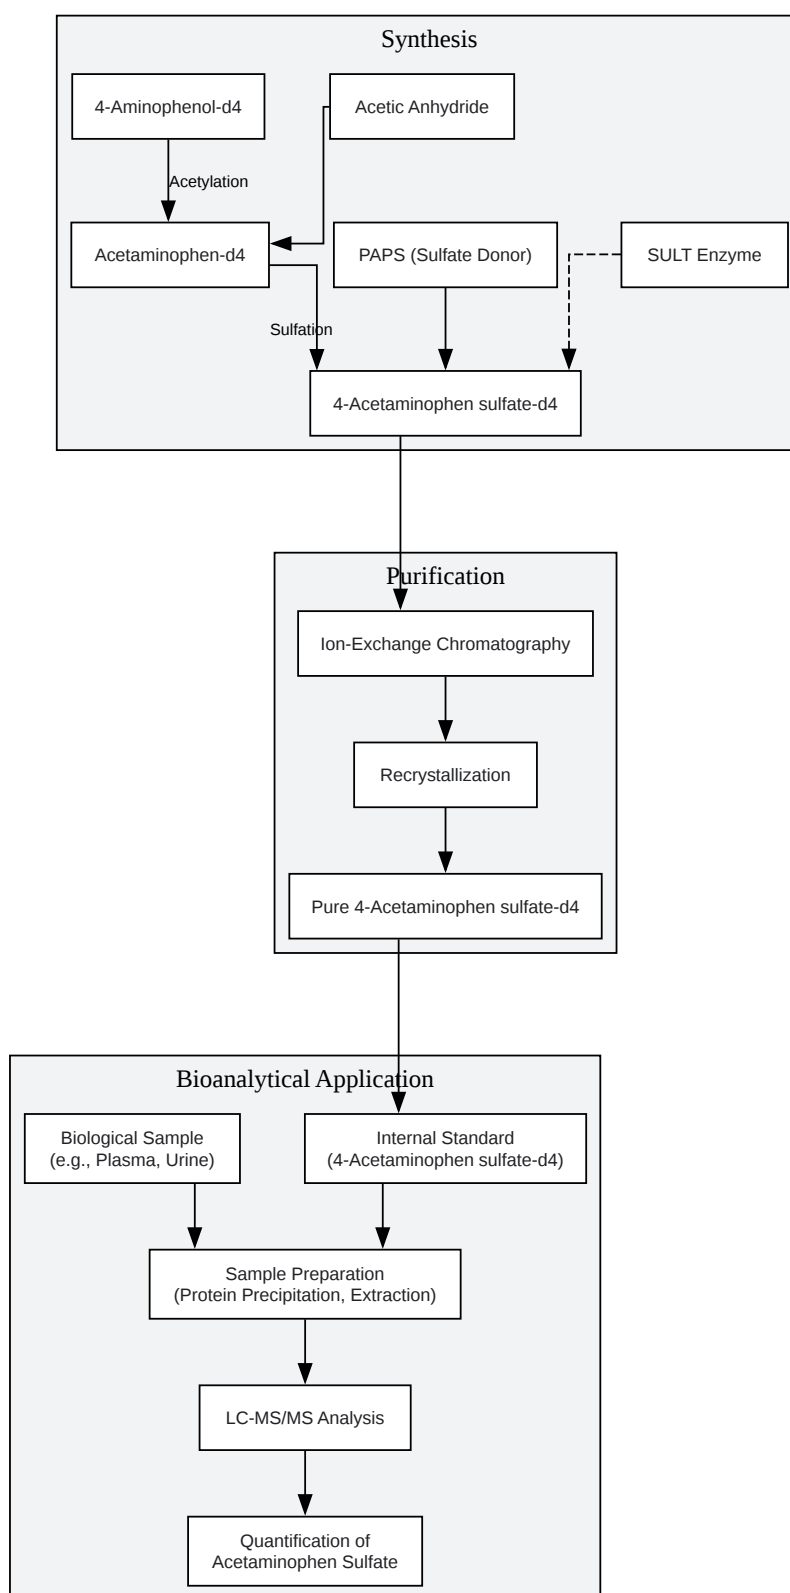 Synthesis
4-Aminophenol-d4
Acetic Anhydride
Acetylation
Acetaminophen-d4
PAPS (Sulfate Donor)
SULT Enzyme
Sulfation
4-Acetaminophen sulfate-d4
Purification
Ion-Exchange Chromatography
Recrystallization
Pure 4-Acetaminophen sulfate-d4
Bioanalytical Application
Biological Sample
(e.g., Plasma, Urine)
Internal Standard
(4-Acetaminophen sulfate-d4)
Sample Preparation
(Protein Precipitation, Extraction)
LC-MS/MS Analysis
Quantification of
Acetaminophen Sulfate